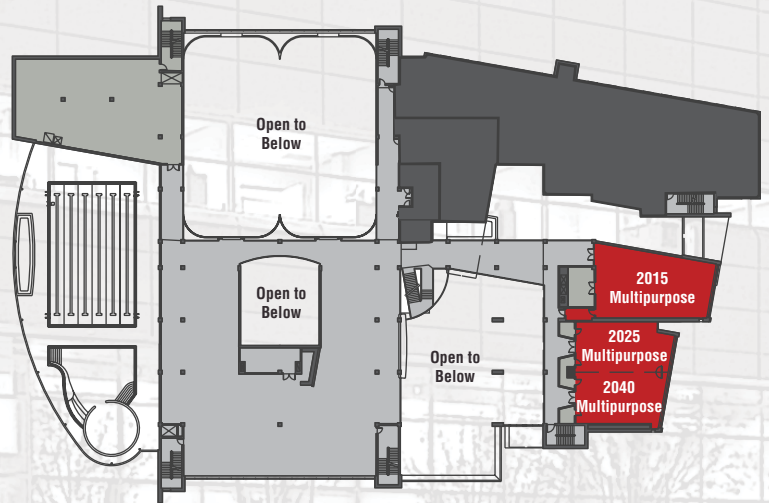 Open to
Below
Open to
Below
Open to
Below
2015
Multipurpose
2025
Multipurpose
2040
Multipurpose